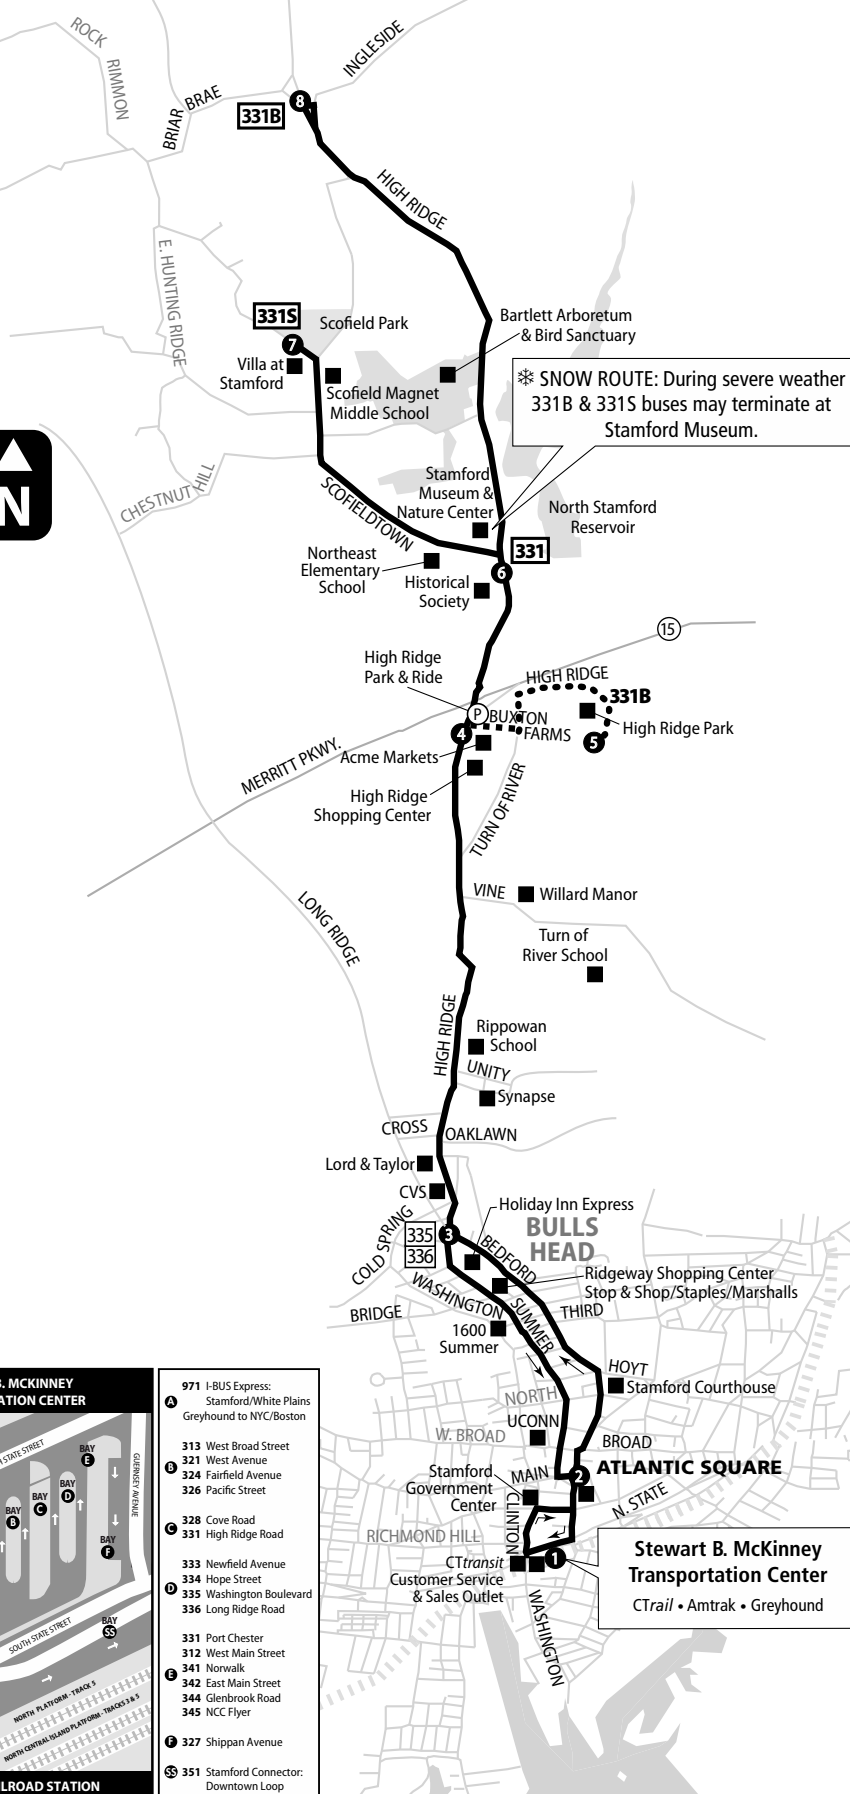 ROCK
RIMMON
INGLESIDE
BRIAR
BRAE
8
331B
HIGH RIDGE
E. HUNTING RIDGE
331S
Scofield Park
7
Villa at
Stamford
Scofield Magnet
Middle School
Bartlett Arboretum
& Bird Sanctuary
❄ SNOW ROUTE: During severe weather
331B & 331S buses may terminate at
Stamford Museum.
N
CHESTNUT HILL
SCOFIELDTOWN
Stamford
Museum &
Nature Center
North Stamford
Reservoir
331
6
Northeast
Elementary
School
Historical
Society
15
High Ridge
Park & Ride
HIGH RIDGE
331B
P
BUXTON
FARMS
High Ridge Park
4
5
MERRITT PKWY.
Acme Markets
High Ridge
Shopping Center
TURN OF RIVER
LONG RIDGE
VINE
Willard Manor
Turn of
River School
HIGH RIDGE
Rippowan
School
UNITY
Synapse
CROSS
OAKLAWN
Lord & Taylor
CVS
Holiday Inn Express
COLD SPRING
335
336
3
BEDFORD
BULLS
HEAD
Ridgeway Shopping Center
Stop & Shop/Staples/Marshalls
WASHINGTON
SUMMER
BRIDGE
THIRD
1600
Summer
HOYT
Stamford Courthouse
NORTH
UCONN
W. BROAD
BROAD
MAIN
2
ATLANTIC SQUARE
Stamford
Government
Center
CLINTON
N. STATE
RICHMOND HILL
CTtransit
Customer Service
& Sales Outlet
1
Stewart B. McKinney
Transportation Center
CTrail • Amtrak • Greyhound
WASHINGTON
B. MCKINNEY
ATION CENTER
H STATE STREET
BAY
E
BAY
D
BAY
C
BAY
B
BAY
F
GUERNSEY AVENUE
SOUTH STATE STREET
BAY
SS
NORTH PLATFORM - TRACK 5
NORTH CENTRAL ISLAND PLATFORM - TRACKS 3 & 5
LROAD STATION
A
971 I-BUS Express:
Stamford/White Plains
Greyhound to NYC/Boston
B
313 West Broad Street
321 West Avenue
324 Fairfield Avenue
326 Pacific Street
C
328 Cove Road
331 High Ridge Road
D
333 Newfield Avenue
334 Hope Street
335 Washington Boulevard
336 Long Ridge Road
E
331 Port Chester
312 West Main Street
341 Norwalk
342 East Main Street
344 Glenbrook Road
345 NCC Flyer
F
327 Shippan Avenue
SS
351 Stamford Connector:
Downtown Loop